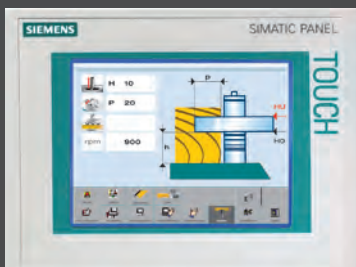 SIEMENS
SIMATIC PANEL
TOUCH
H 10
P 20
rpm 900
P
HU
HO
h